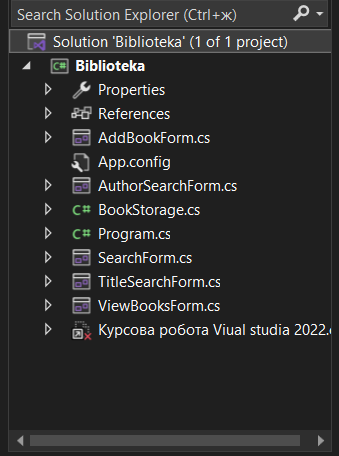 Search Solution Explorer (Ctrl+ж)
Solution 'Biblioteka' (1 of 1 project)
C# Biblioteka
Properties
References
AddBookForm.cs
App.config
AuthorSearchForm.cs
C# BookStorage.cs
C# Program.cs
SearchForm.cs
TitleSearchForm.cs
ViewBooksForm.cs
Курсова робота Viual studia 2022.